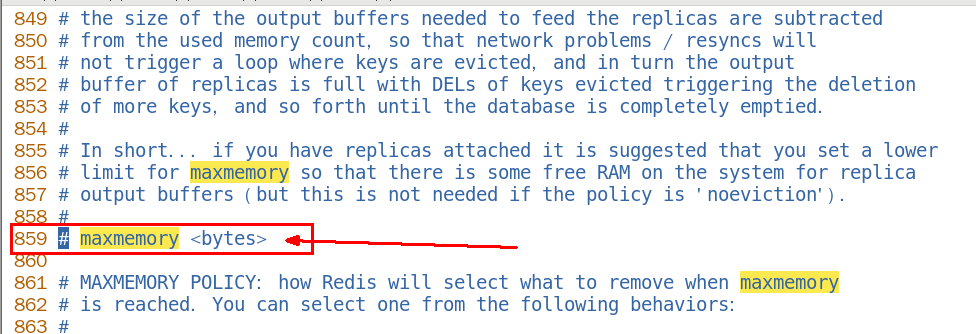 849 # the size of the output buffers needed to feed the replicas are subtracted
850 # from the used memory count, so that network problems / resyncs will
851 # not trigger a loop where keys are evicted, and in turn the output
852 # buffer of replicas is full with DELs of keys evicted triggering the deletion
853 # of more keys, and so forth until the database is completely emptied.
854 #
855 # In short... if you have replicas attached it is suggested that you set a lower
856 # limit for maxmemory so that there is some free RAM on the system for replica
857 # output buffers (but this is not needed if the policy is 'noeviction').
858 #
859 # maxmemory <bytes>
860
861 # MAXMEMORY POLICY: how Redis will select what to remove when maxmemory
862 # is reached. You can select one from the following behaviors:
863 #